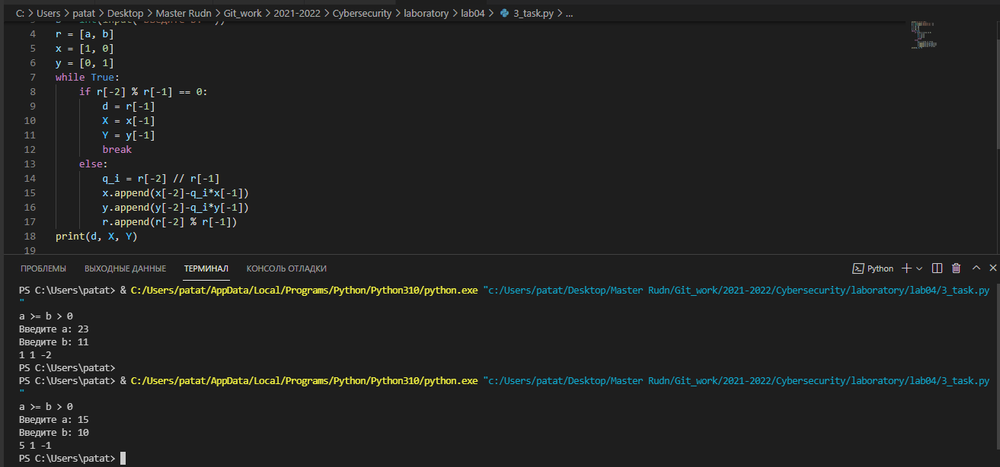 C: > Users > patat > Desktop > Master Rudn > Git_work > 2021-2022 > Cybersecurity > laboratory > lab04 > 3_task.py > ...
4 r = [a, b]
5 x = [1, 0]
6 y = [0, 1]
7 while True:
8 if r[-2] % r[-1] == 0:
9 d = r[-1]
10 X = x[-1]
11 Y = y[-1]
12 break
13 else:
14 q_i = r[-2] // r[-1]
15 x.append(x[-2]-q_i*x[-1])
16 y.append(y[-2]-q_i*y[-1])
17 r.append(r[-2] % r[-1])
18 print(d, X, Y)
19
ПРОБЛЕМЫ ВЫХОДНЫЕ ДАННЫЕ ТЕРМИНАЛ КОНСОЛЬ ОТЛАДКИ Python
PS C:\Users\patat> & C:/Users/patat/AppData/Local/Programs/Python/Python310/python.exe "c:/Users/patat/Desktop/Master Rudn/Git_work/2021-2022/Cybersecurity/laboratory/lab04/3_task.py
"
a >= b > 0
Введите a: 23
Введите b: 11
1 1 -2
PS C:\Users\patat>
PS C:\Users\patat> & C:/Users/patat/AppData/Local/Programs/Python/Python310/python.exe "c:/Users/patat/Desktop/Master Rudn/Git_work/2021-2022/Cybersecurity/laboratory/lab04/3_task.py
"
a >= b > 0
Введите a: 15
Введите b: 10
5 1 -1
PS C:\Users\patat>